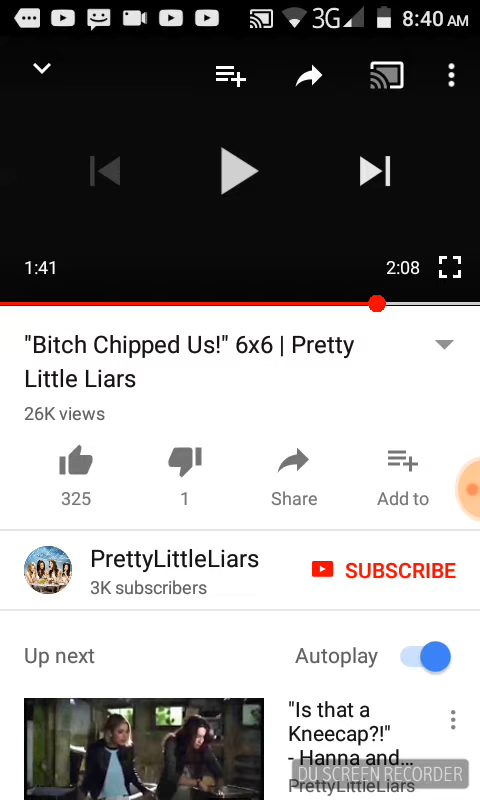 3G 8:40 AM
1:41 2:08
"Bitch Chipped Us!" 6x6 | Pretty
Little Liars
26K views
325 1 Share Add to
PrettyLittleLiars
3K subscribers
SUBSCRIBE
Up next Autoplay
"Is that a
Kneecap?!"
- Hanna and...
PrettyLittleLiars
DU SCREEN RECORDER